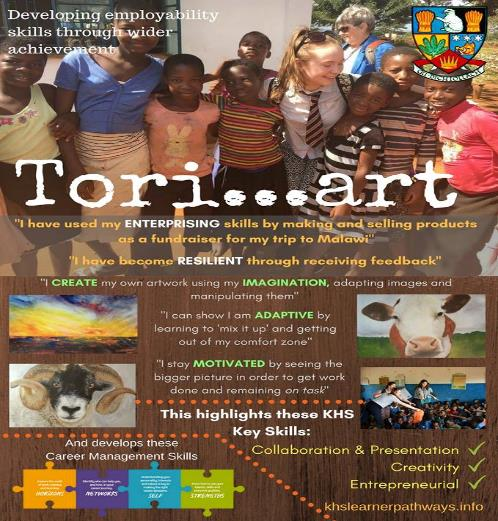 Developing employability
skills through wider
achievement
Tori...art
"I have used my ENTERPRISING skills by making and selling products
as a fundraiser for my trip to Malawi"
"I have become RESILIENT through receiving feedback"
"I CREATE my own artwork using my IMAGINATION, adapting images and
manipulating them"
"I can show I am ADAPTIVE by
learning to 'mix it up' and getting
out of my comfort zone"
"I stay MOTIVATED by seeing the
bigger picture in order to get work
done and remaining on task"
This highlights these KHS
Key Skills:
Collaboration & Presentation ✓
Creativity ✓
Entrepreneurial ✓
And develops these
Career Management Skills
HORIZONS
NETWORKS
SELF
STRENGTHS
khslearnerpathways.info